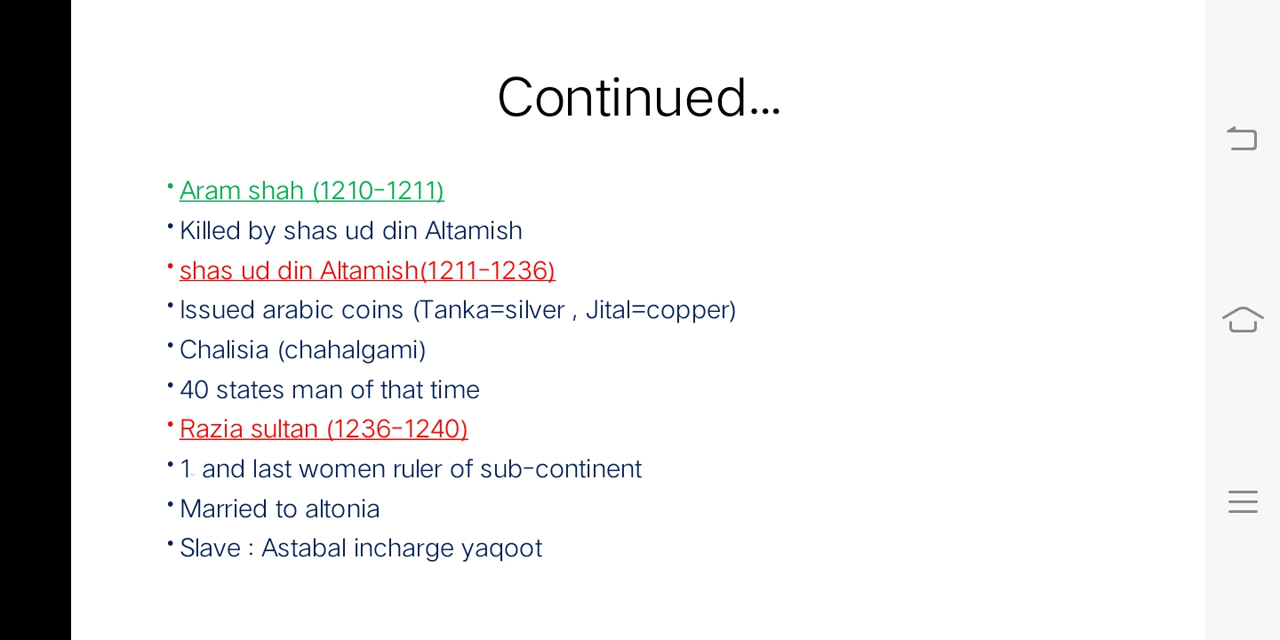 Continued...
• Aram shah (1210-1211)
• Killed by shas ud din Altamish
• shas ud din Altamish(1211-1236)
• Issued arabic coins (Tanka=silver , Jital=copper)
• Chalisia (chahalgami)
• 40 states man of that time
• Razia sultan (1236-1240)
• 1 and last women ruler of sub-continent
• Married to altonia
• Slave : Astabal incharge yaqoot